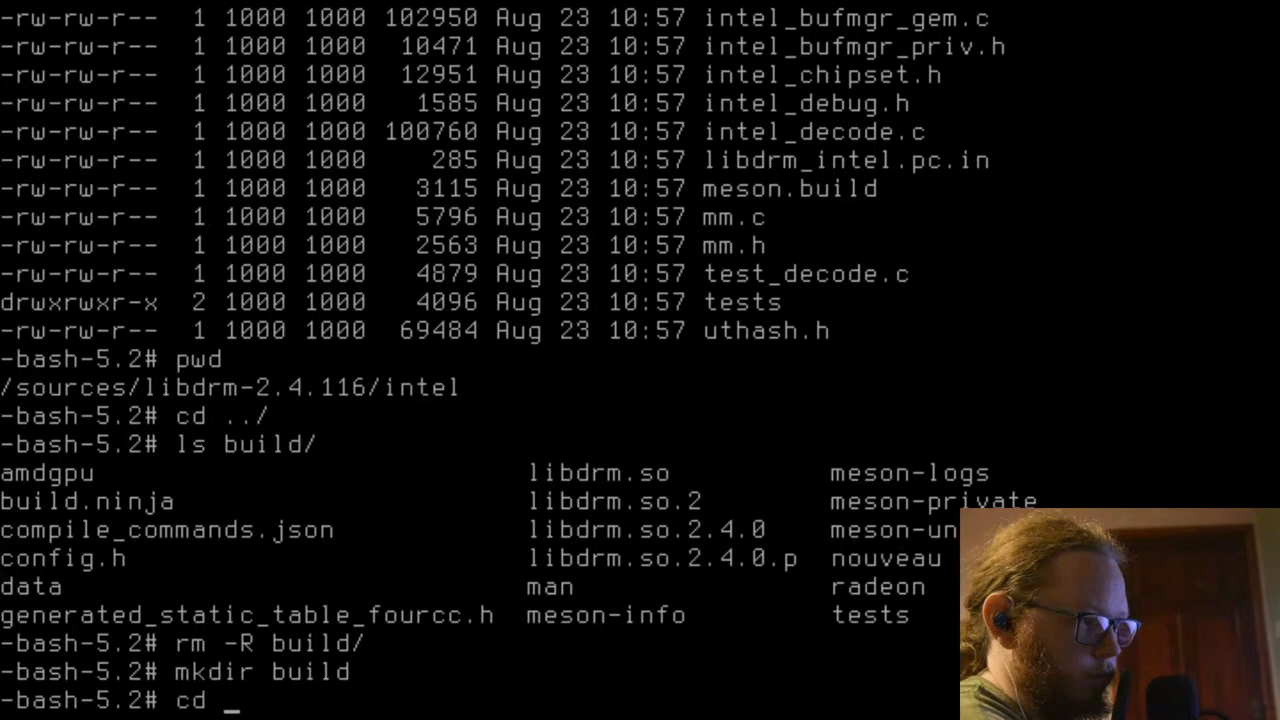 -rw-rw-r-- 1 1000 1000 102950 Aug 23 10:57 intel_bufmgr_gem.c
-rw-rw-r-- 1 1000 1000 10471 Aug 23 10:57 intel_bufmgr_priv.h
-rw-rw-r-- 1 1000 1000 12951 Aug 23 10:57 intel_chipset.h
-rw-rw-r-- 1 1000 1000 1585 Aug 23 10:57 intel_debug.h
-rw-rw-r-- 1 1000 1000 100760 Aug 23 10:57 intel_decode.c
-rw-rw-r-- 1 1000 1000 285 Aug 23 10:57 libdrm_intel.pc.in
-rw-rw-r-- 1 1000 1000 3115 Aug 23 10:57 meson.build
-rw-rw-r-- 1 1000 1000 5796 Aug 23 10:57 mm.c
-rw-rw-r-- 1 1000 1000 2563 Aug 23 10:57 mm.h
-rw-rw-r-- 1 1000 1000 4879 Aug 23 10:57 test_decode.c
drwxrwxr-x 2 1000 1000 4096 Aug 23 10:57 tests
-rw-rw-r-- 1 1000 1000 69484 Aug 23 10:57 uthash.h
-bash-5.2# pwd
/sources/libdrm-2.4.116/intel
-bash-5.2# cd ../
-bash-5.2# ls build/
amdgpu libdrm.so meson-logs
build.ninja libdrm.so.2 meson-private
compile_commands.json libdrm.so.2.4.0 meson-un
config.h libdrm.so.2.4.0.p nouveau
data man radeon
generated_static_table_fourcc.h meson-info tests
-bash-5.2# rm -R build/
-bash-5.2# mkdir build
-bash-5.2# cd _